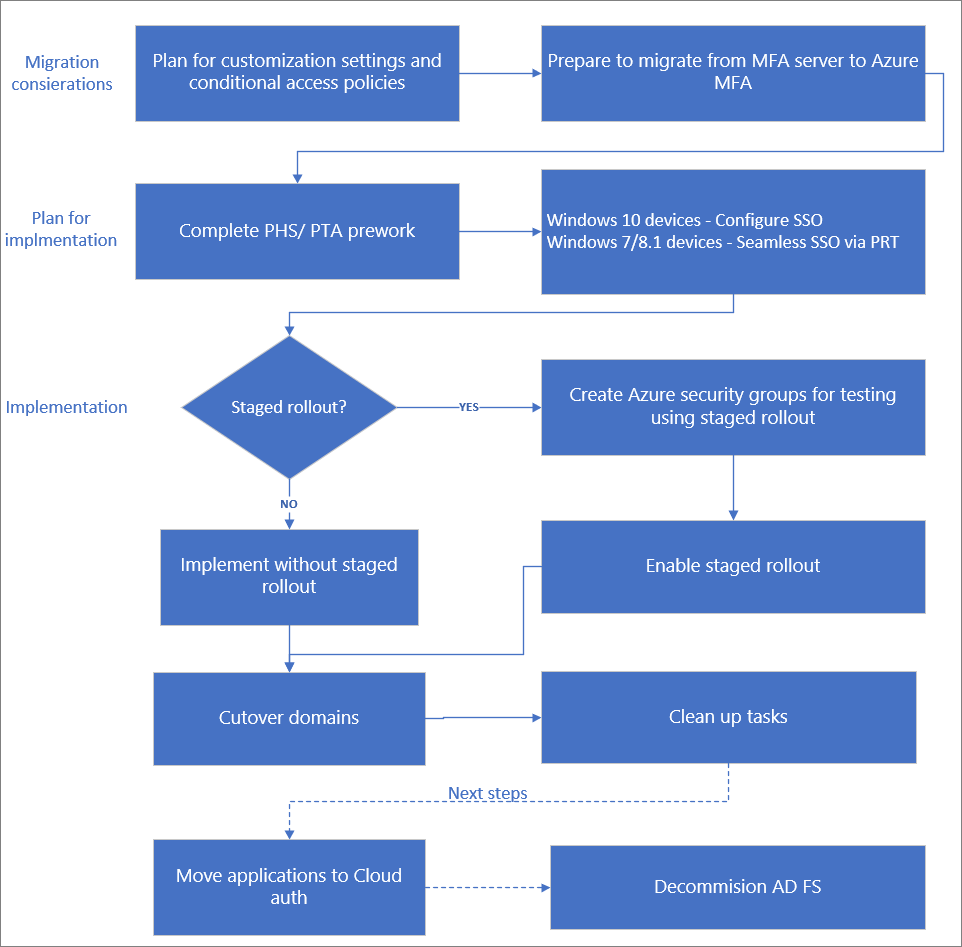 Migration
consierations
Plan for customization settings and
conditional access policies
Prepare to migrate from MFA server to Azure
MFA
Plan for
implmentation
Complete PHS/ PTA prework
Windows 10 devices - Configure SSO
Windows 7/8.1 devices - Seamless SSO via PRT
Implementation
Staged rollout?
YES
Create Azure security groups for testing
using staged rollout
NO
Implement without staged
rollout
Enable staged rollout
Cutover domains
Clean up tasks
Next steps
Move applications to Cloud
auth
Decommision AD FS